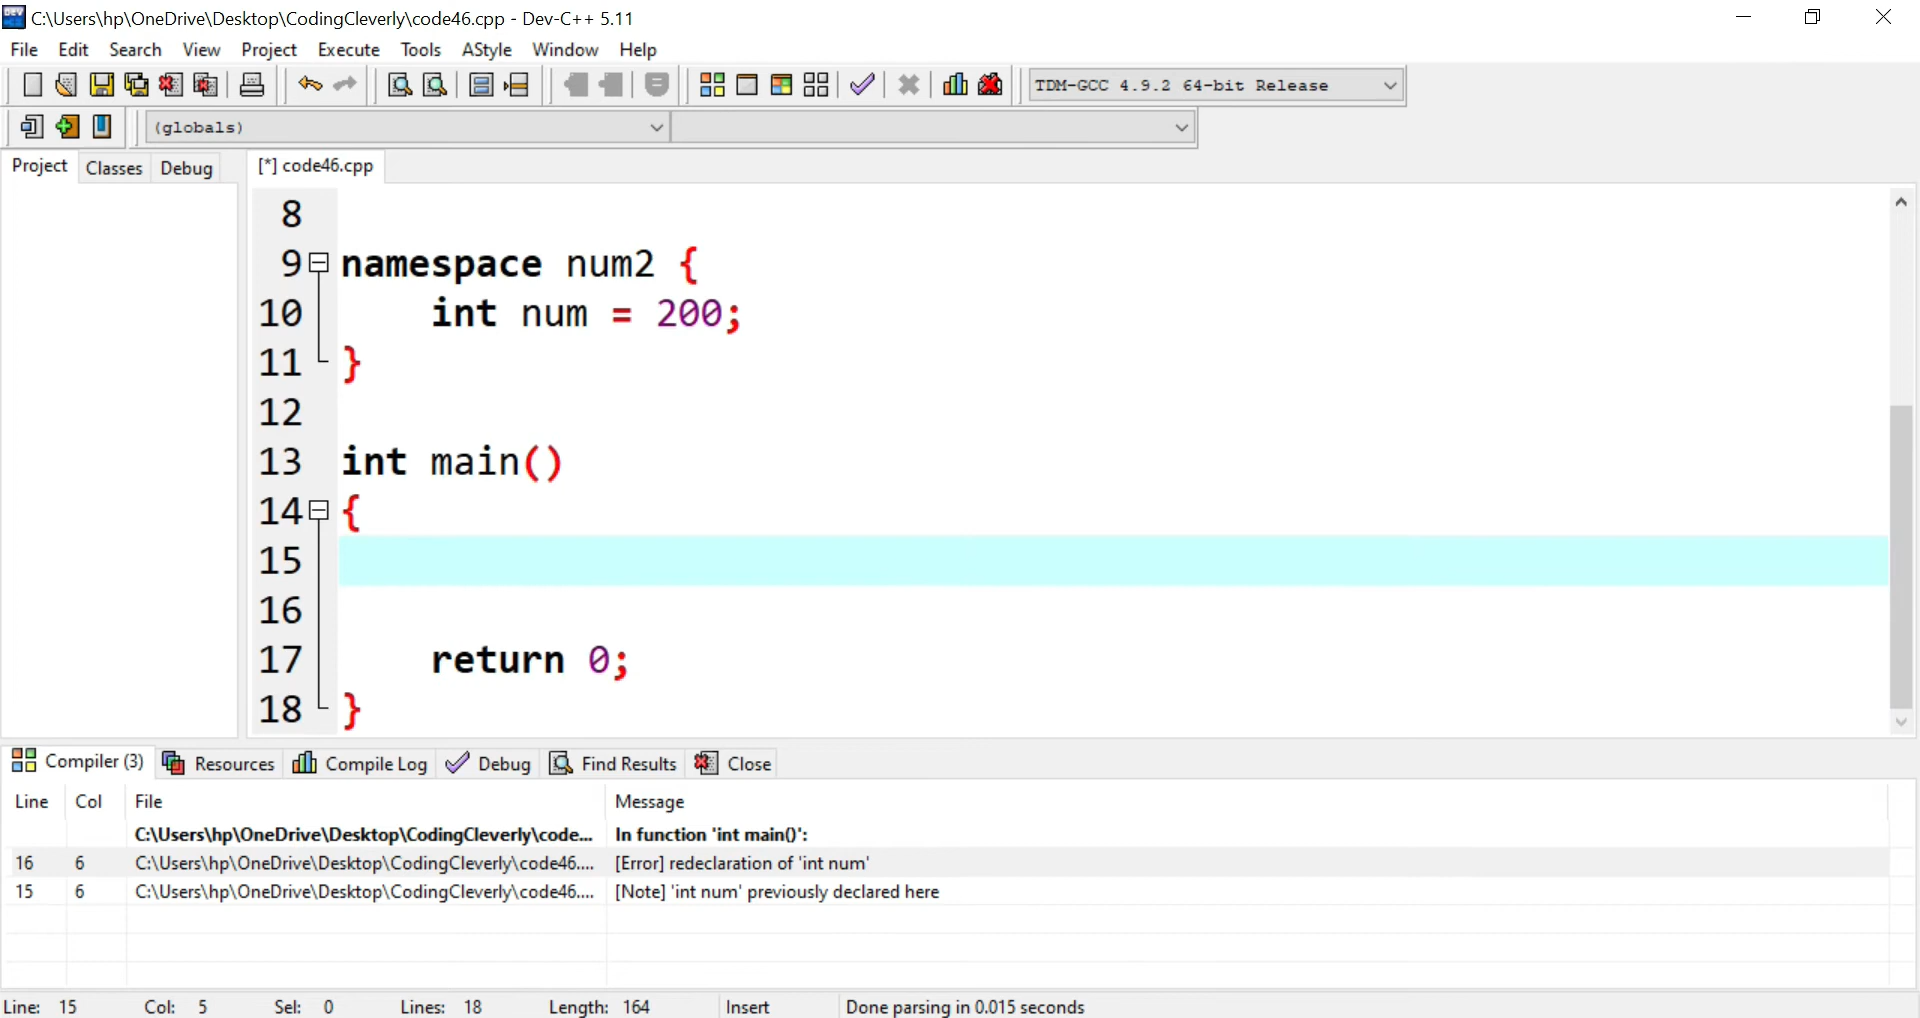 C:\Users\hp\OneDrive\Desktop\CodingCleverly\code46.cpp - Dev-C++ 5.11
File Edit Search View Project Execute Tools AStyle Window Help
TDM-GCC 4.9.2 64-bit Release
(globals)
Project Classes Debug [*] code46.cpp
8
9 namespace num2 {
10 int num = 200;
11 }
12
13 int main()
14 {
15
16
17 return 0;
18 }
Compiler (3) Resources Compile Log Debug Find Results Close
Line Col File Message
C:\Users\hp\OneDrive\Desktop\CodingCleverly\code... In function 'int main()':
16 6 C:\Users\hp\OneDrive\Desktop\CodingCleverly\code46.... [Error] redeclaration of 'int num'
15 6 C:\Users\hp\OneDrive\Desktop\CodingCleverly\code46.... [Note] 'int num' previously declared here
Line: 15 Col: 5 Sel: 0 Lines: 18 Length: 164 Insert Done parsing in 0.015 seconds